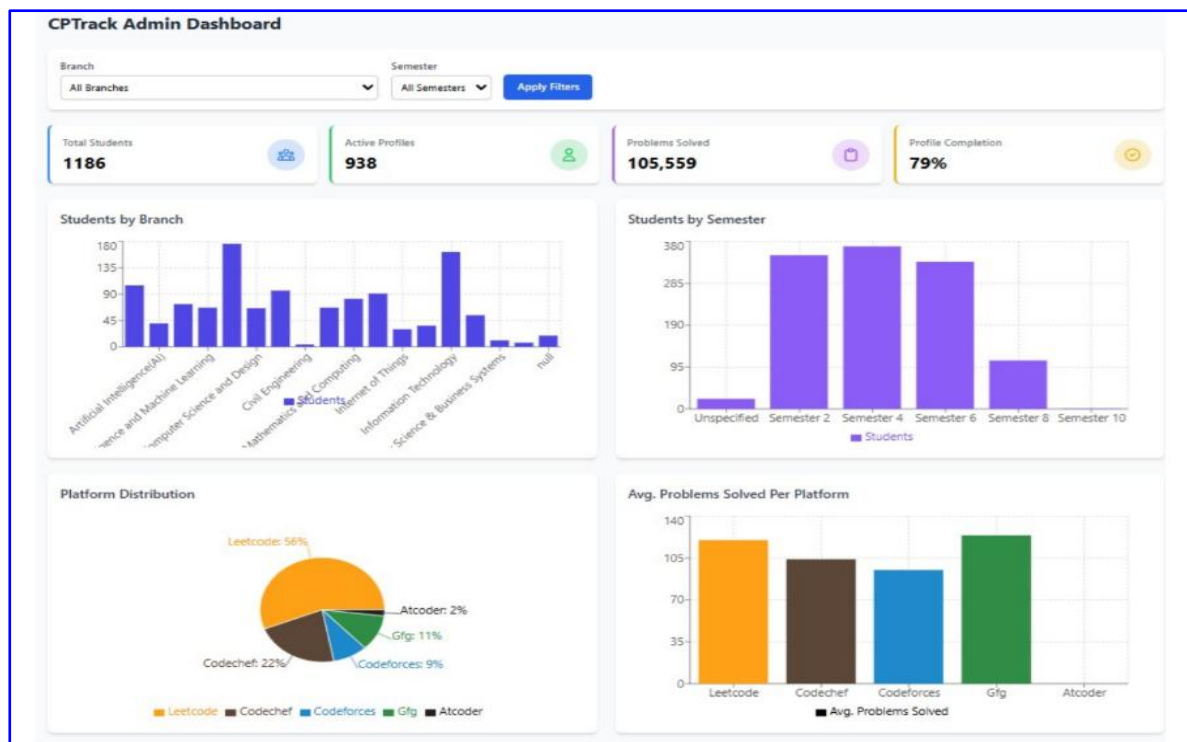 CPTrack Admin Dashboard
Branch
All Branches
Semester
All Semesters
Apply Filters
Total Students
1186
Active Profiles
938
Problems Solved
105,559
Profile Completion
79%
Students by Branch
180
135
90
45
0
Artificial Intelligence(AI)
ence and Machine Learning
omputer Science and Design
Civil Engineering
Mathematics and Computing
Internet of Things
Information Technology
Science & Business Systems
null
Students
Students by Semester
380
285
190
95
0
Unspecified
Semester 2
Semester 4
Semester 6
Semester 8
Semester 10
Students
Platform Distribution
Leetcode: 56%
Atcoder: 2%
Gfg: 11%
Codechef: 22%
Codeforces: 9%
Leetcode Codechef Codeforces Gfg Atcoder
Avg. Problems Solved Per Platform
140
105
70
35
0
Leetcode
Codechef
Codeforces
Gfg
Atcoder
Avg. Problems Solved